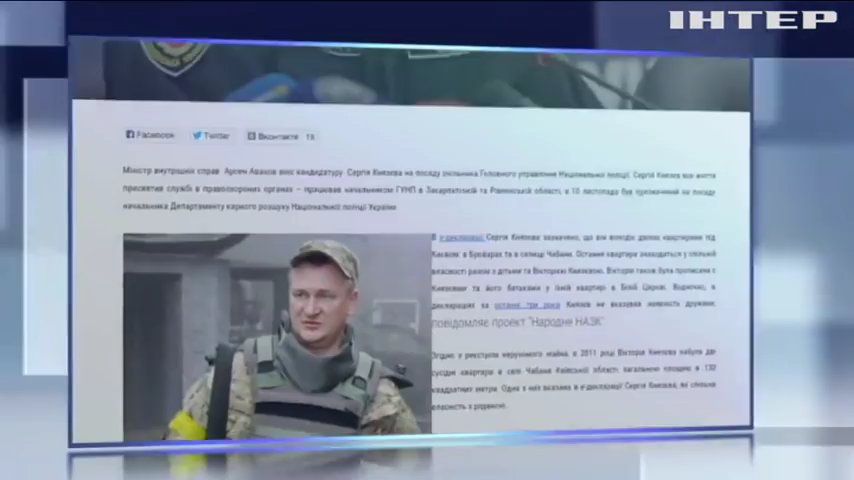 ІНТЕР
Facebook Twitter Вконтакте 18
Міністр внутрішніх справ Арсен Аваков вніс кандидатуру Сергія Князєва на посаду очільника Головного управління Національної поліції. Сергій Князєв все життя
присвятив службі в правоохоронних органах – працював начальником ГУНП в Закарпатській та Рівненській області, а 10 листопада був призначений на посаду
начальника Департаменту карного розшуку Національної поліції України
В е-декларації Сергія Князєва зазначено, що він володіє двома квартирами під
Києвом: в Броварах та в селищі Чабани. Остання квартира знаходиться у спільній
власності разом з дітьми та Вікторією Князєвою. Вікторія також була прописана с
Князєвим та його батьками у їхній квартирі в Білій Церкві. Водночас, в
деклараціях за останні три роки Князєв не вказував наявність дружини,
повідомляє проект "Народне НАЗК"
Згідно у реєстром нерухомого майна, в 2011 році Вікторія Князєва набула дві
сусідні квартири в селі Чабани Київської області, загальною площею в 132
квадратних метри. Одна з них вказана в е-декларації Сергія Князєва, як спільна
власність з родиною.